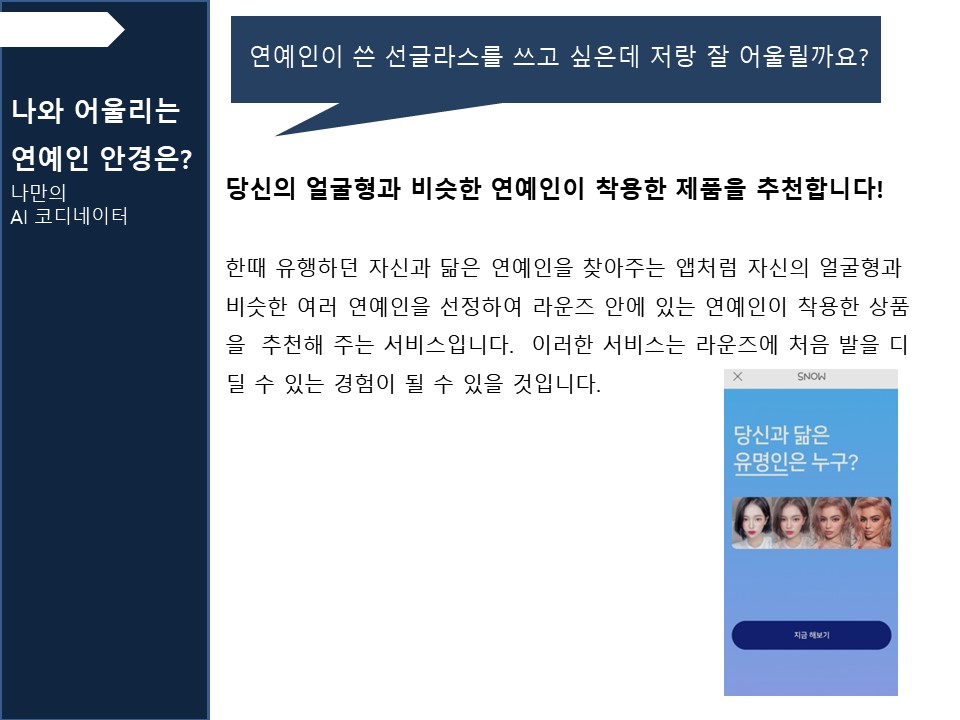 나와 어울리는
연예인 안경은?
나만의
AI 코디네이터
연예인이 쓴 선글라스를 쓰고 싶은데 저랑 잘 어울릴까요?
당신의 얼굴형과 비슷한 연예인이 착용한 제품을 추천합니다!
한때 유행하던 자신과 닮은 연예인을 찾아주는 앱처럼 자신의 얼굴형과
비슷한 여러 연예인을 선정하여 라운즈 안에 있는 연예인이 착용한 상품
을 추천해 주는 서비스입니다. 이러한 서비스는 라운즈에 처음 발을 디
딜 수 있는 경험이 될 수 있을 것입니다.
SNOW
당신과 닮은
유명인은 누구?
지금 해보기